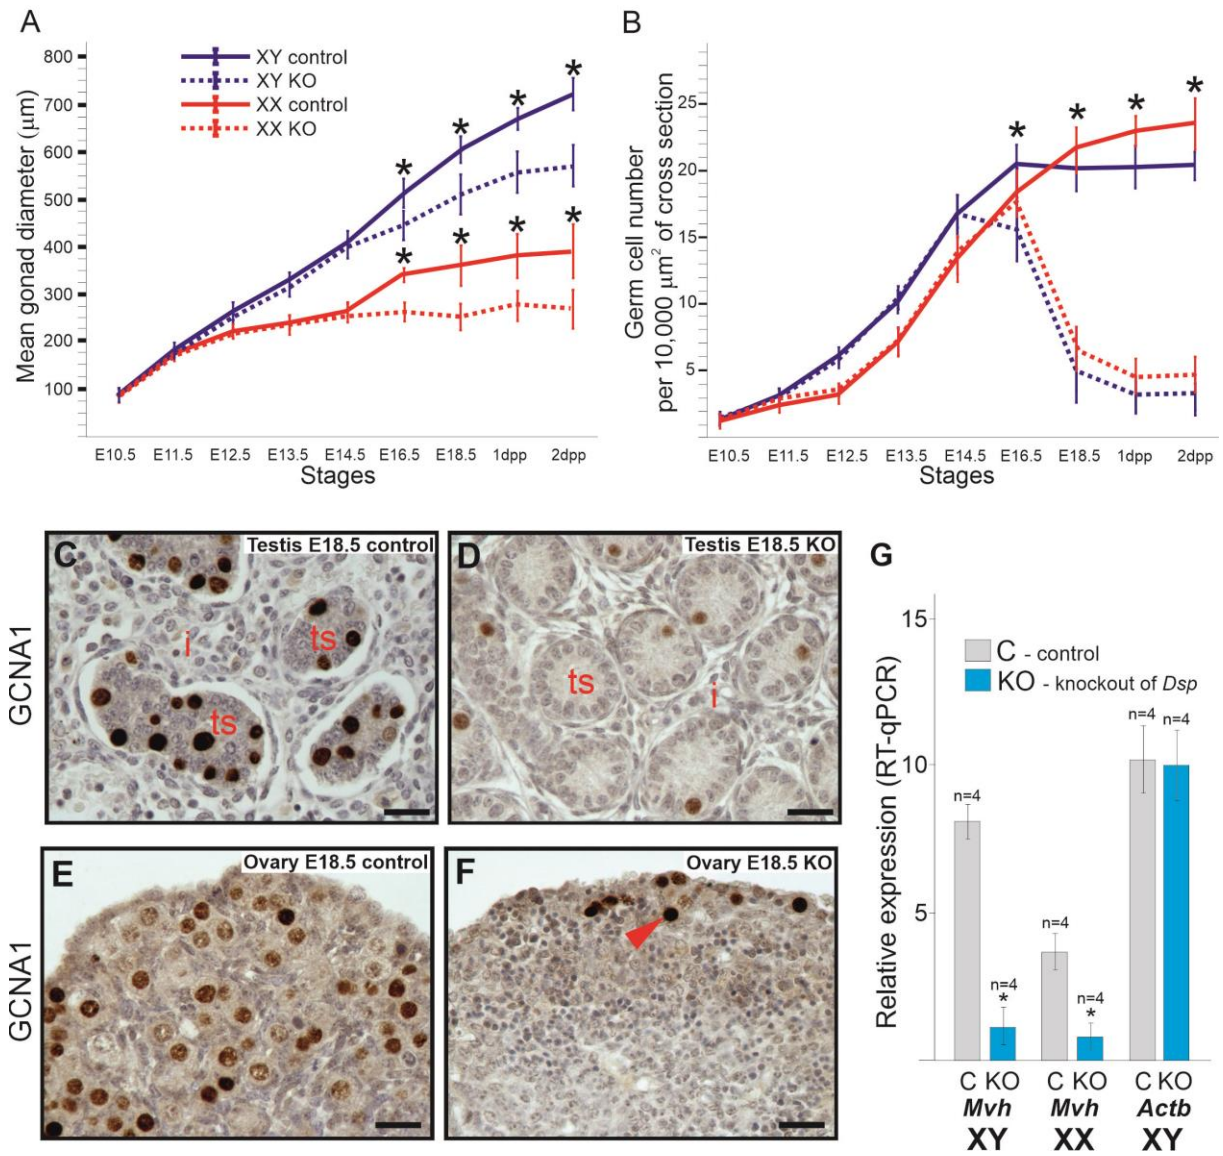 A
800
700
600
500
400
300
200
100
Mean gonad diameter (μm)
XY control
XY KO
XX control
XX KO
*
*
*
*
*
*
*
*
E10.5 E11.5 E12.5 E13.5 E14.5 E16.5 E18.5 1dpp 2dpp
Stages
B
25
20
15
10
5
Germ cell number
per 10,000 μm² of cross section
*
*
*
*
E10.5 E11.5 E12.5 E13.5 E14.5 E16.5 E18.5 1dpp 2dpp
Stages
GCNA1
C
Testis E18.5 control
i
ts
ts
D
Testis E18.5 KO
ts
i
GCNA1
E
Ovary E18.5 control
F
Ovary E18.5 KO
G
15
10
5
Relative expression (RT-qPCR)
C - control
KO - knockout of Dsp
n=4
n=4
*
n=4
n=4
*
n=4
n=4
C KO C KO C KO
Mvh Mvh Actb
XY XX XY